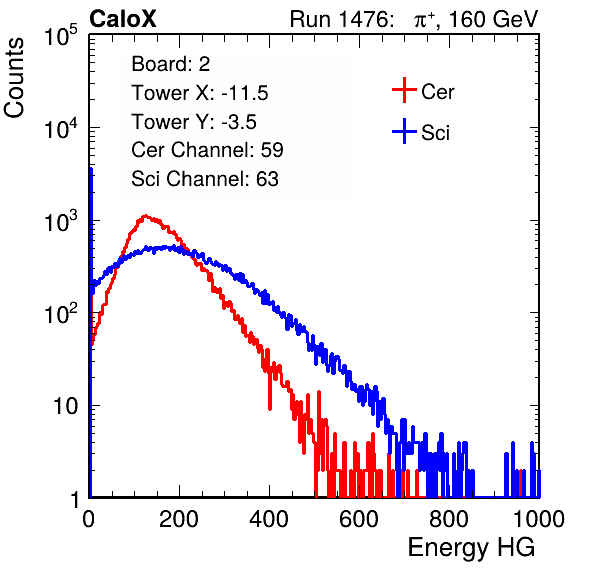 CaloX Run 1476: π⁺, 160 GeV
Counts
10⁵
10⁴
10³
10²
10
1
Board: 2
Tower X: -11.5
Tower Y: -3.5
Cer Channel: 59
Sci Channel: 63
Cer
Sci
0 200 400 600 800 1000
Energy HG